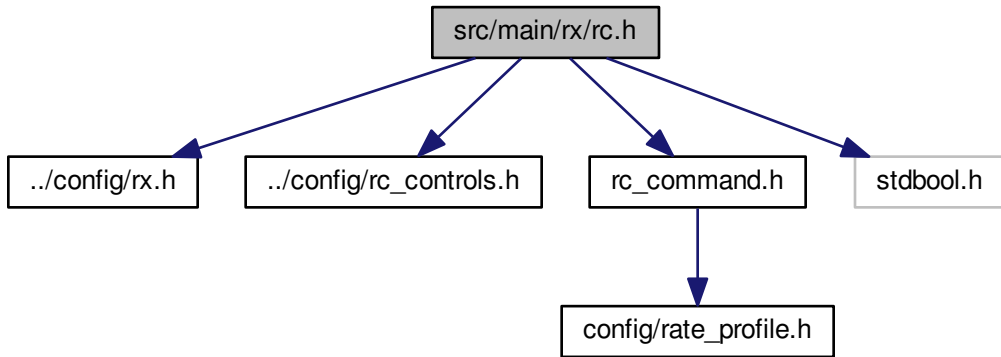 src/main/rx/rc.h
../config/rx.h
../config/rc_controls.h
rc_command.h
stdbool.h
config/rate_profile.h